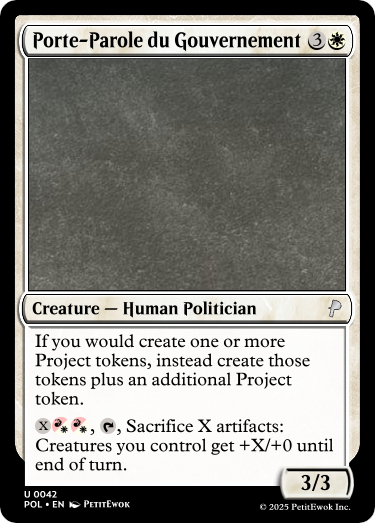 Porte-Parole du Gouvernement 3
Creature — Human Politician
If you would create one or more
Project tokens, instead create those
tokens plus an additional Project
token.
X, Sacrifice X artifacts:
Creatures you control get +X/+0 until
end of turn.
3/3
U 0042
POL • EN PetitEwok
© 2025 PetitEwok Inc.